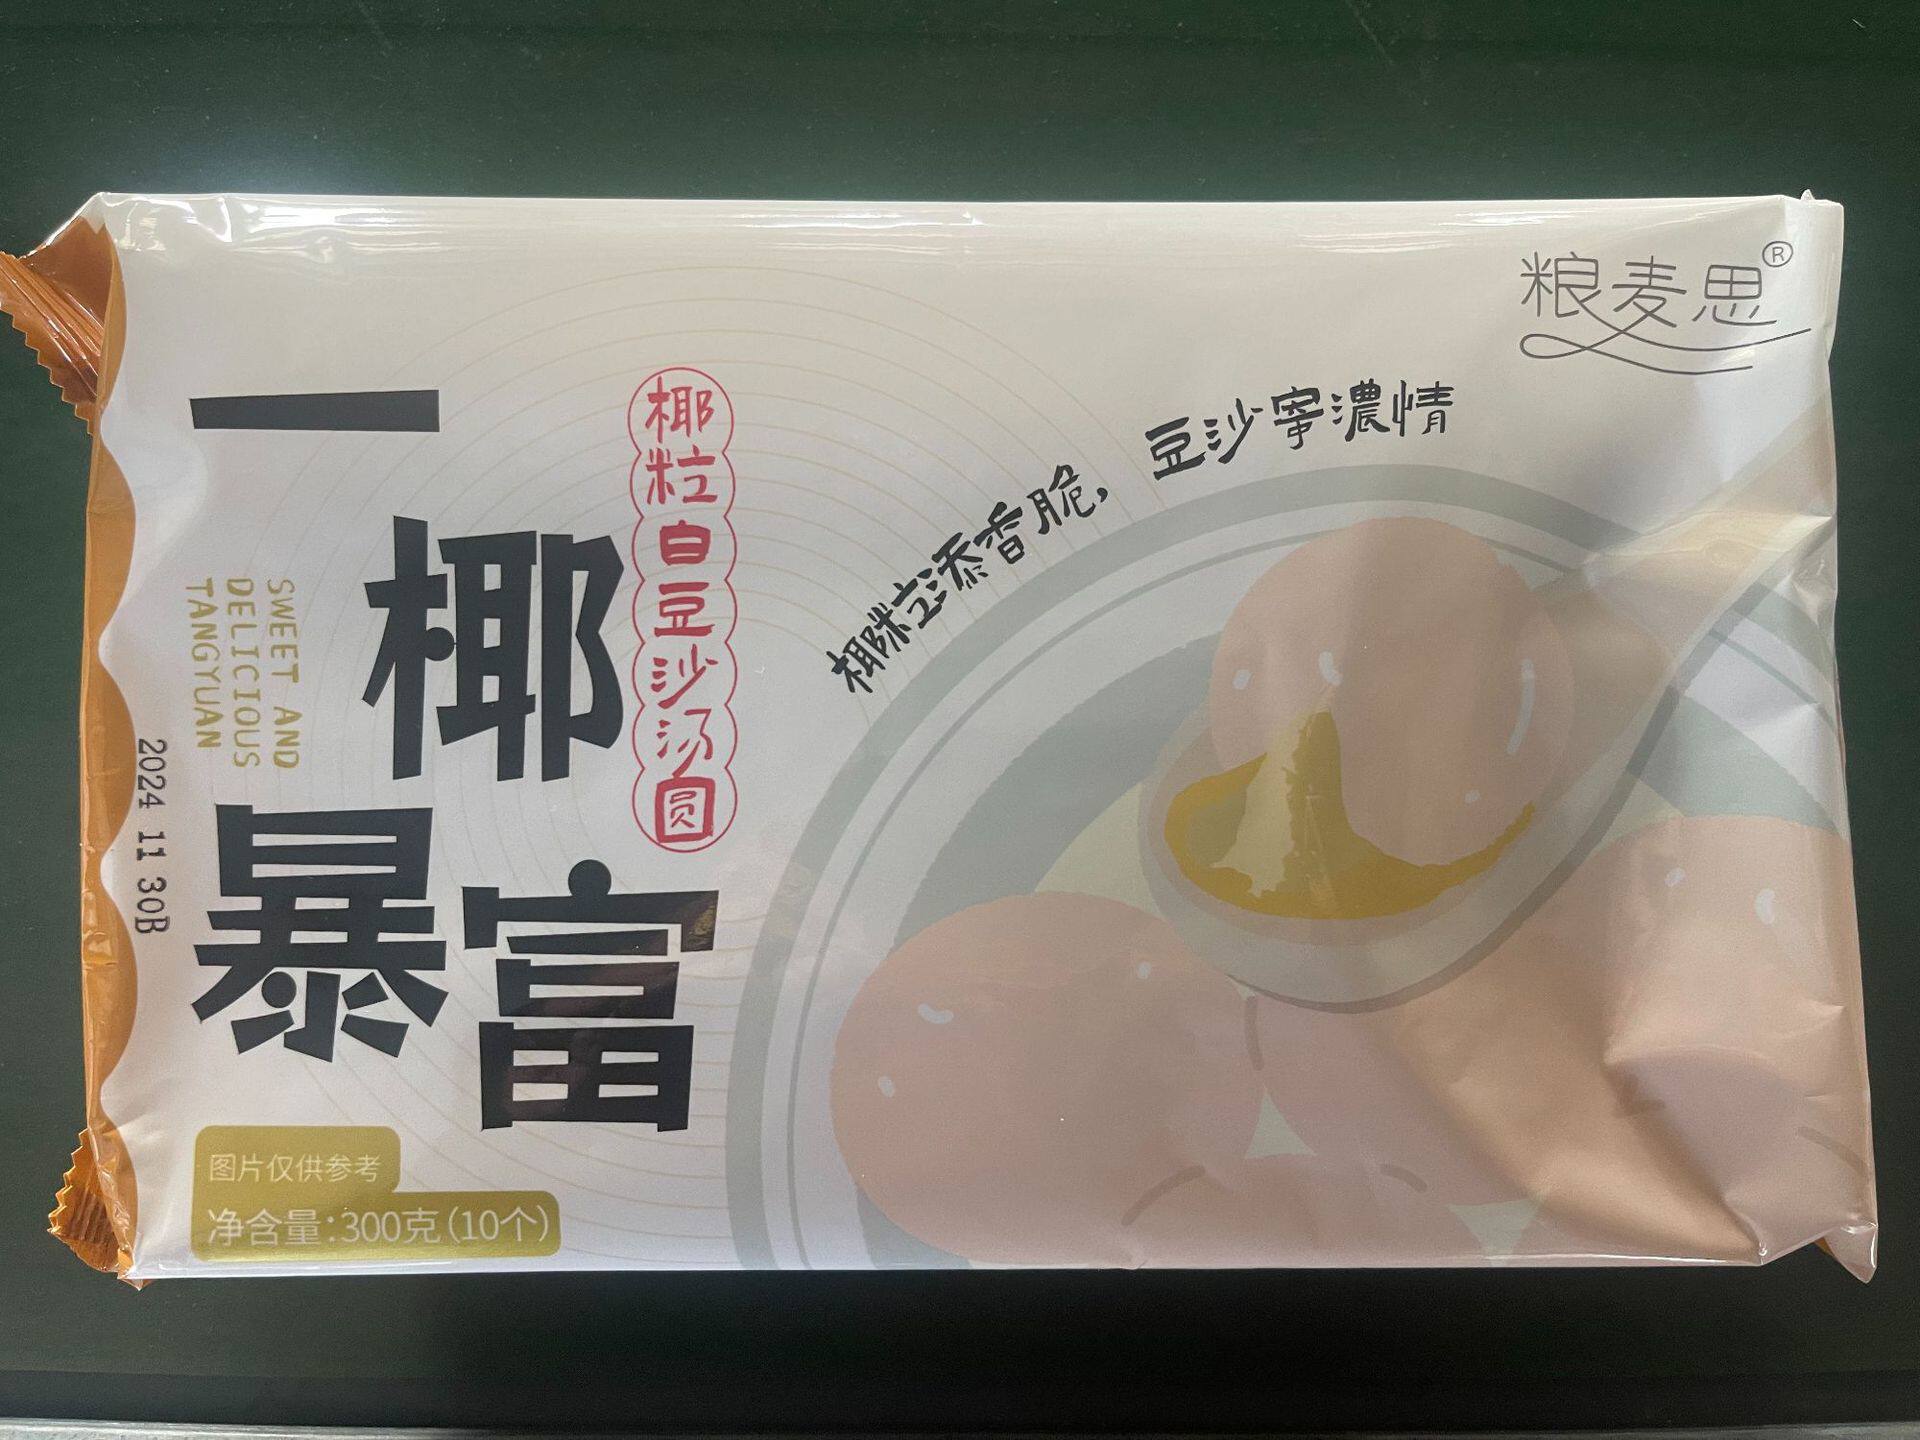 粮麦思®
一
椰
暴富
椰粒白豆沙汤圆
椰粒添香脆，豆沙寧濃情
SWEET AND
DELICIOUS
TANGYUAN
2024 11 30B
图片仅供参考
净含量：300克(10个)